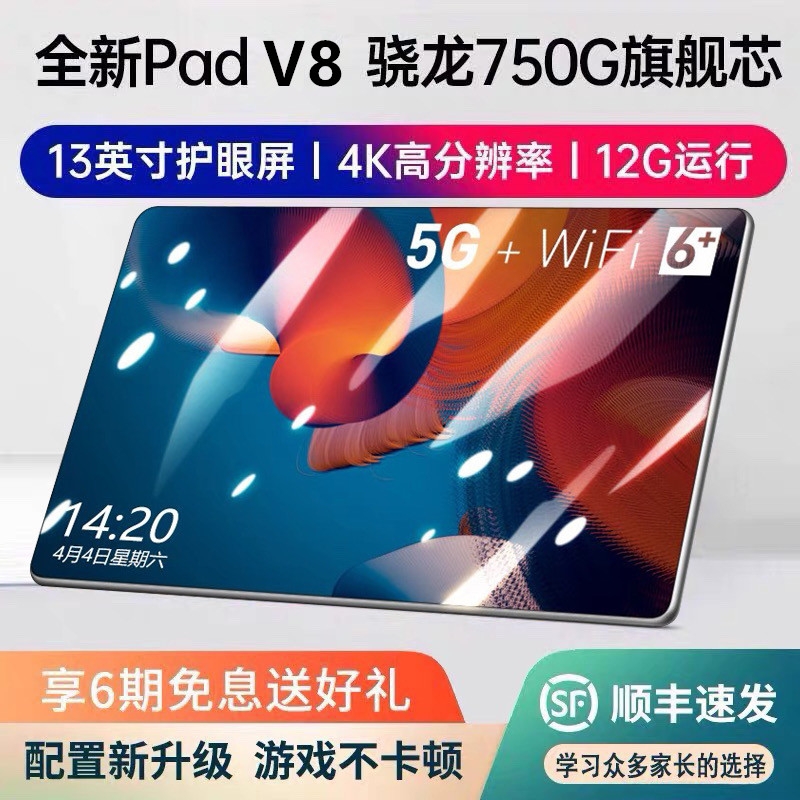 全新Pad V8 骁龙750G旗舰芯
13英寸护眼屏 | 4K高分辨率 | 12G运行
5G + WiFi 6+
14:20
4月4日星期六
享6期免息送好礼
配置新升级 游戏不卡顿
SF 顺丰速发
学习众多家长的选择